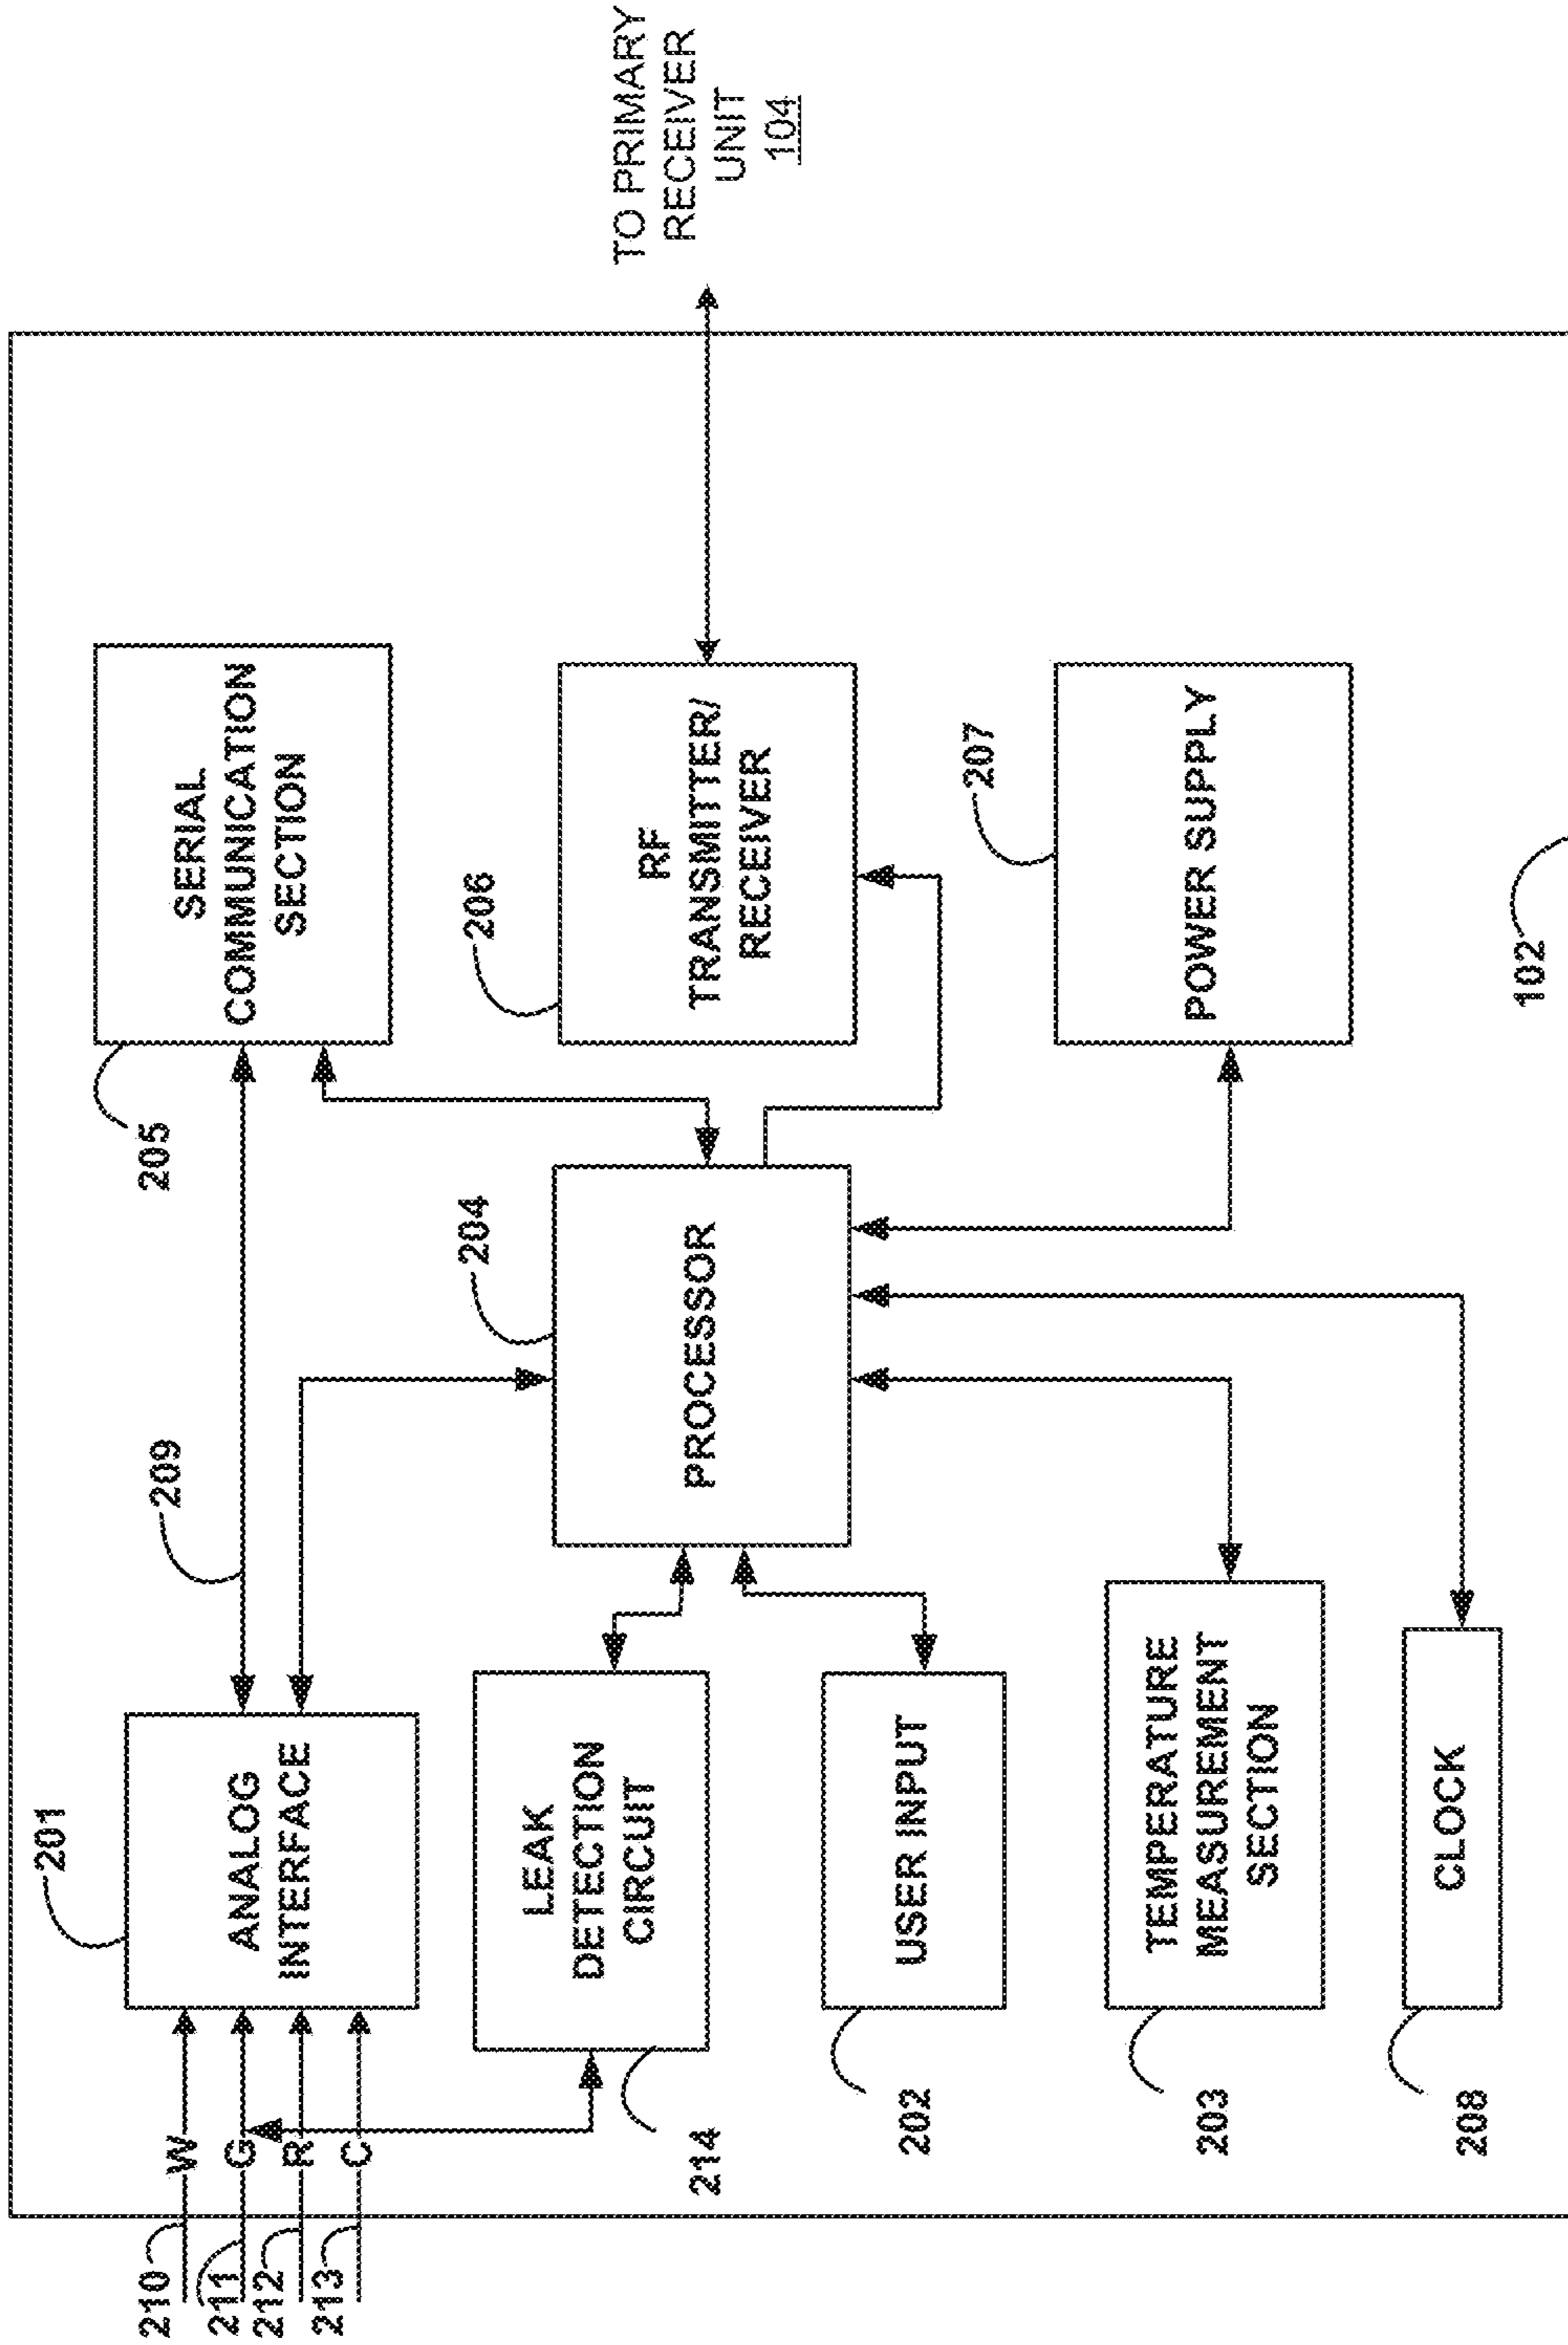 210
W
211
G
212
R
213
C
201
ANALOG
INTERFACE
209
205
SERIAL
COMMUNICATION
SECTION
214
LEAK
DETECTION
CIRCUIT
204
PROCESSOR
206
RF
TRANSMITTER/
RECEIVER
TO PRIMARY
RECEIVER
UNIT
104
202
USER INPUT
203
TEMPERATURE
MEASUREMENT
SECTION
207
POWER SUPPLY
208
CLOCK
102